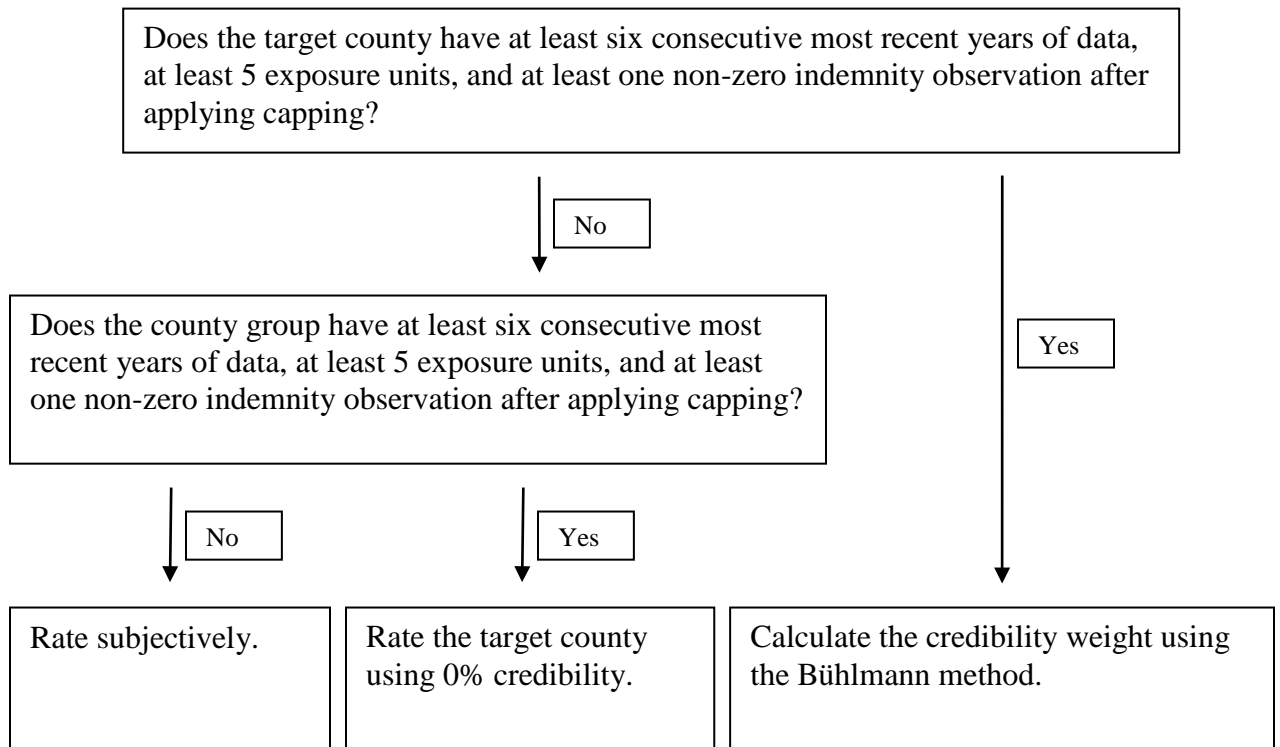 Does the target county have at least six consecutive most recent years of data,
at least 5 exposure units, and at least one non-zero indemnity observation after
applying capping?
No
Yes
Does the county group have at least six consecutive most
recent years of data, at least 5 exposure units, and at least
one non-zero indemnity observation after applying capping?
No
Yes
Rate subjectively.
Rate the target county
using 0% credibility.
Calculate the credibility weight using
the Bühlmann method.